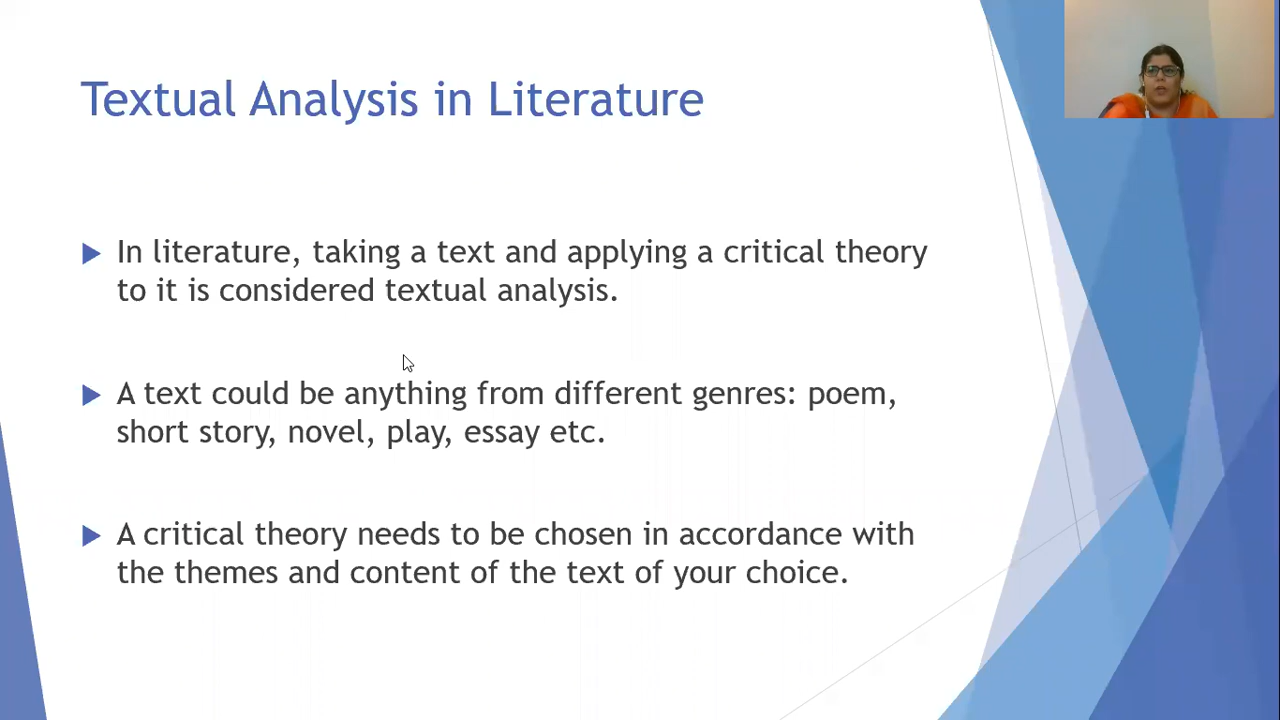 Textual Analysis in Literature
In literature, taking a text and applying a critical theory
to it is considered textual analysis.
A text could be anything from different genres: poem,
short story, novel, play, essay etc.
A critical theory needs to be chosen in accordance with
the themes and content of the text of your choice.